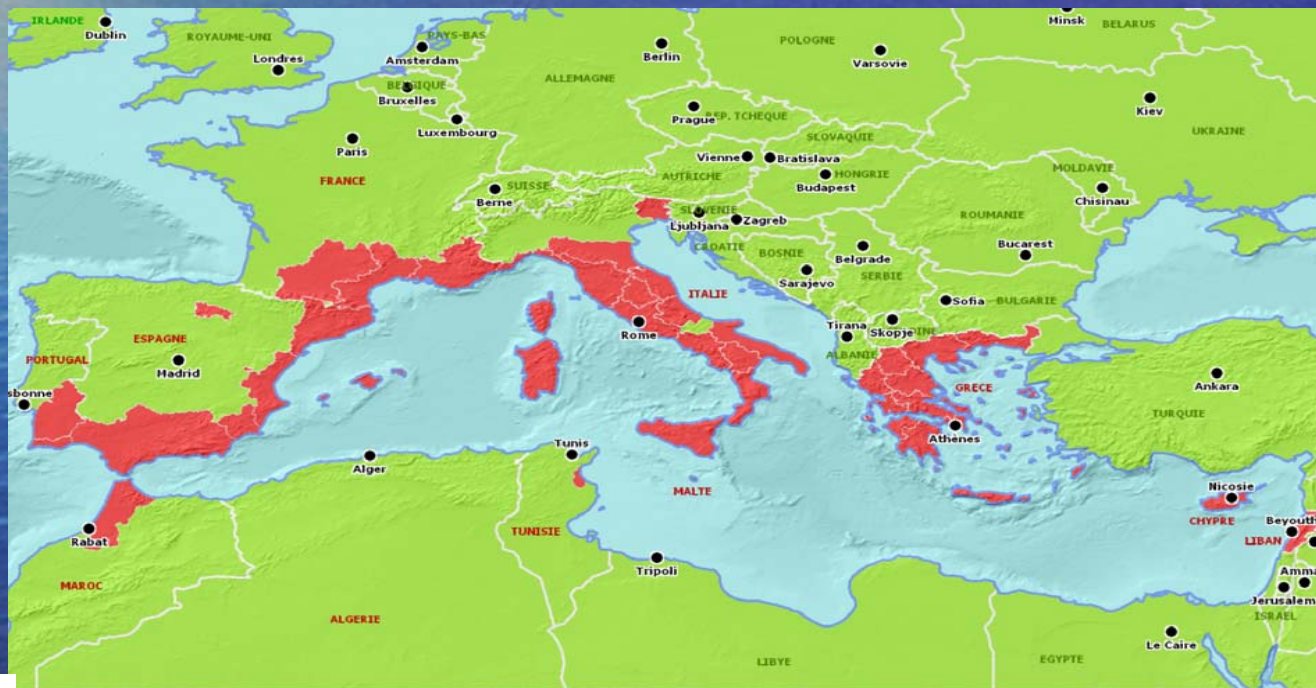 IRLANDE
Dublin
ROYAUME-UNI
Londres
PAYS-BAS
Amsterdam
BELGIQUE
Bruxelles
Luxembourg
Berlin
ALLEMAGNE
POLOGNE
Varsovie
Minsk
BELARUS
Kiev
UKRAINE
Paris
FRANCE
Prague
REP. TCHEQUE
SLOVAQUIE
Vienne
Bratislava
AUTRICHE
HONGRIE
Budapest
MOLDAVIE
Chisinau
SUISSE
Berne
SLOVENIE
Ljubljana
Zagreb
CROATIE
BOSNIE
Sarajevo
Belgrade
SERBIE
ROUMANIE
Bucarest
Sofia
BULGARIE
ITALIE
Rome
Tirana
Skopje
ALBANIE
ESPAGNE
Madrid
PORTUGAL
sbonne
GRECE
Athènes
Ankara
TURQUIE
Alger
Tunis
MALTE
Nicosie
CHYPRE
Beyouth
LIBAN
Rabat
MAROC
TUNISIE
Tripoli
Amma
Jerusalem
ISRAEL
ALGERIE
LIBYE
EGYPTE
Le Caire